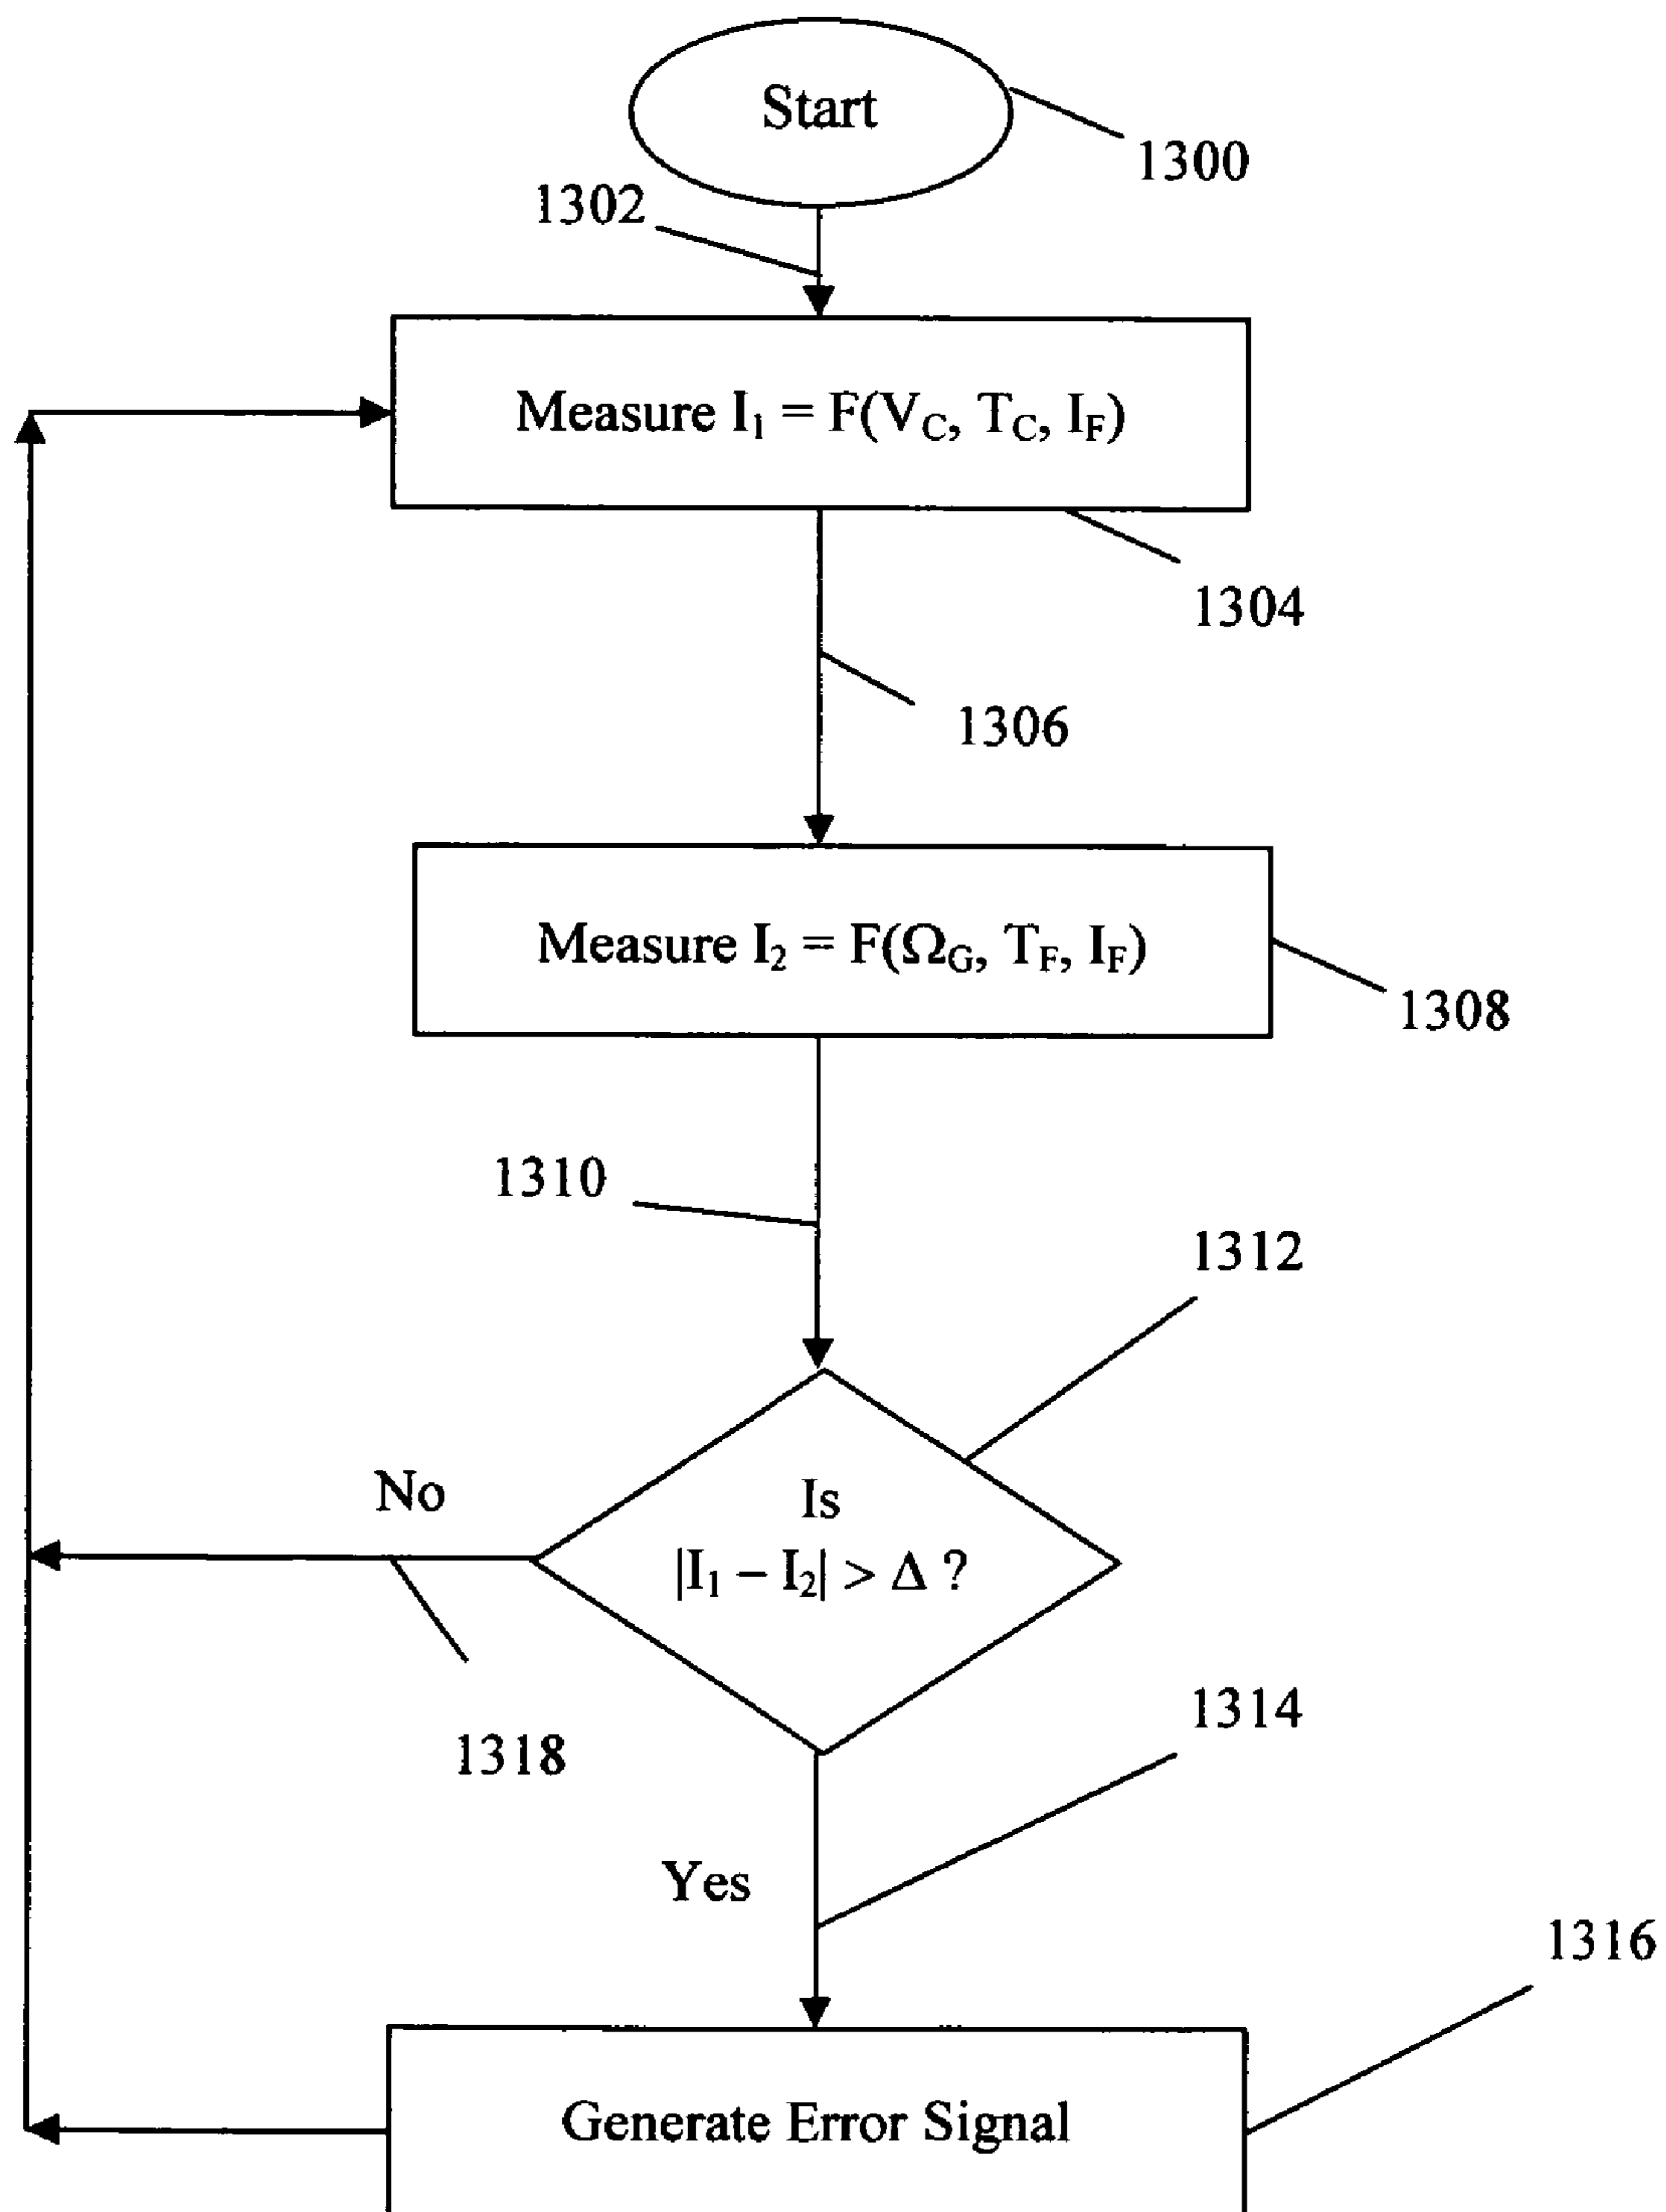 Start
1300
1302
Measure I₁ = F(V_C, T_C, I_F)
1304
1306
Measure I₂ = F(Ω_G, T_F, I_F)
1308
1310
1312
No
Is
|I₁ – I₂| > Δ ?
1318
1314
Yes
1316
Generate Error Signal